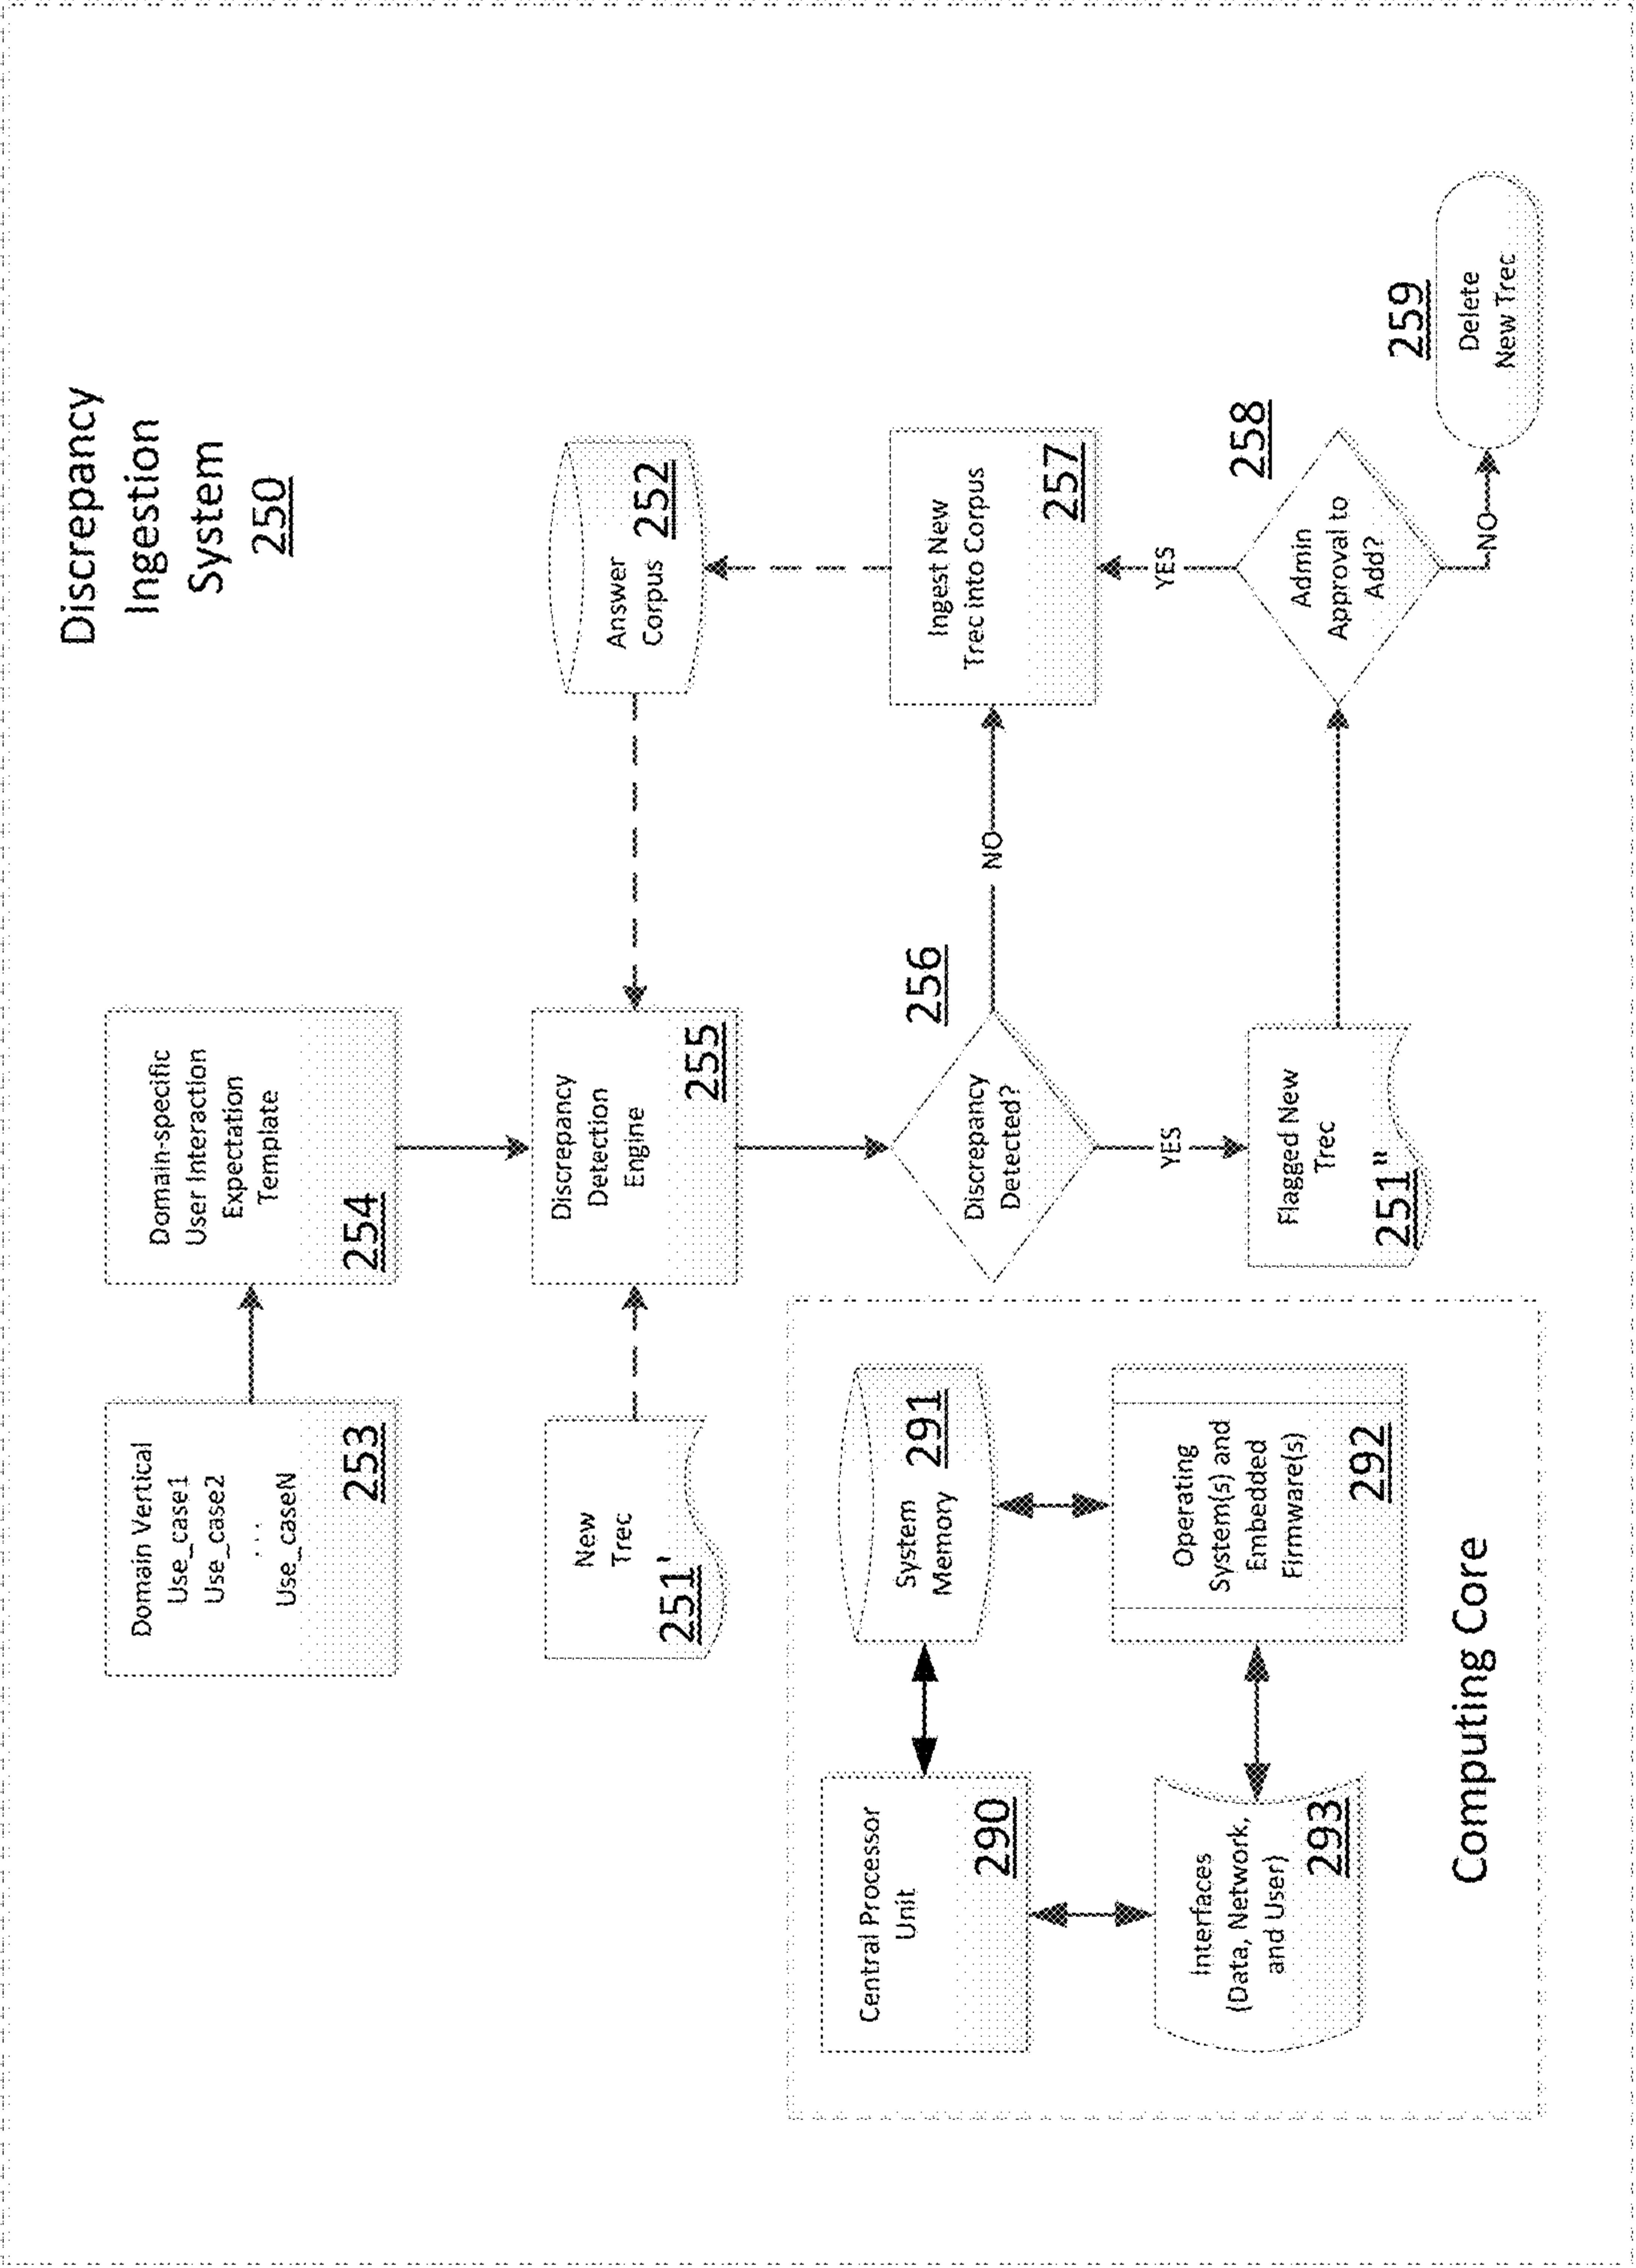 Discrepancy
Ingestion
System
250
Domain Vertical
Use_case1
Use_case2
...
Use_caseN
253
Domain-specific
User Interaction
Expectation
Template
254
New
Trec
251'
Discrepancy
Detection
Engine
255
Answer
Corpus
252
Discrepancy
Detected?
256
NO
YES
Ingest New
Trec into Corpus
257
Flagged New
Trec
251"
Admin
Approval to
Add?
258
YES
NO
Delete
New Trec
259
Central Processor
Unit
290
System
Memory
291
Interfaces
(Data, Network,
and User)
293
Operating
System(s) and
Embedded
Firmware(s)
292
Computing Core